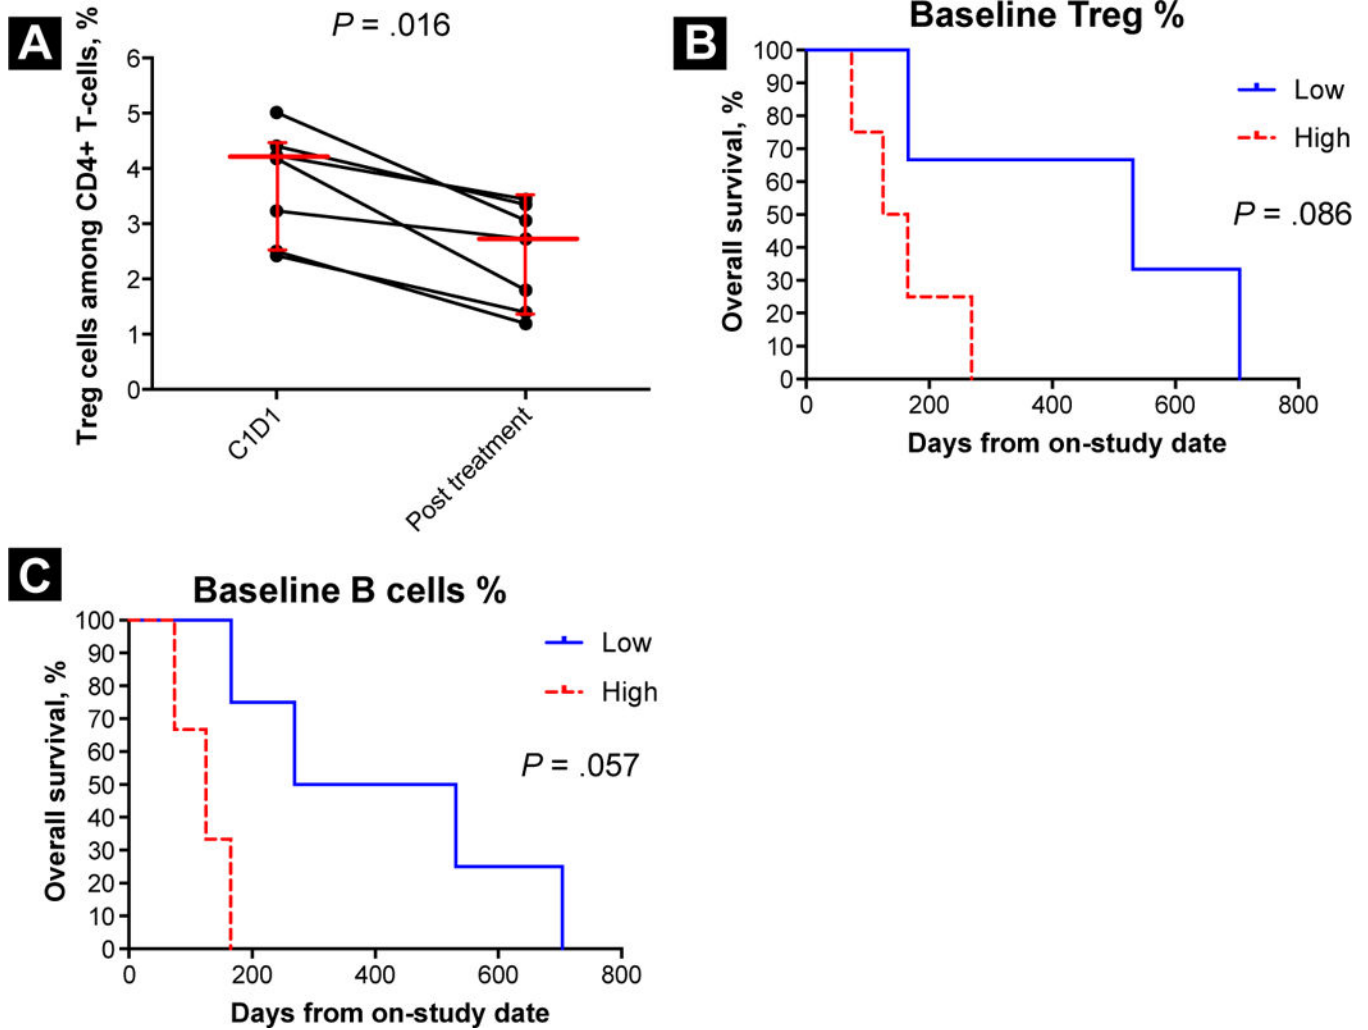 A
P = .016
Treg cells among CD4+ T-cells, %
6
5
4
3
2
1
0
C1D1
Post treatment
B
Baseline Treg %
Overall survival, %
100
90
80
70
60
50
40
30
20
10
0
0 200 400 600 800
Days from on-study date
Low
High
P = .086
C
Baseline B cells %
Overall survival, %
100
90
80
70
60
50
40
30
20
10
0
0 200 400 600 800
Days from on-study date
Low
High
P = .057